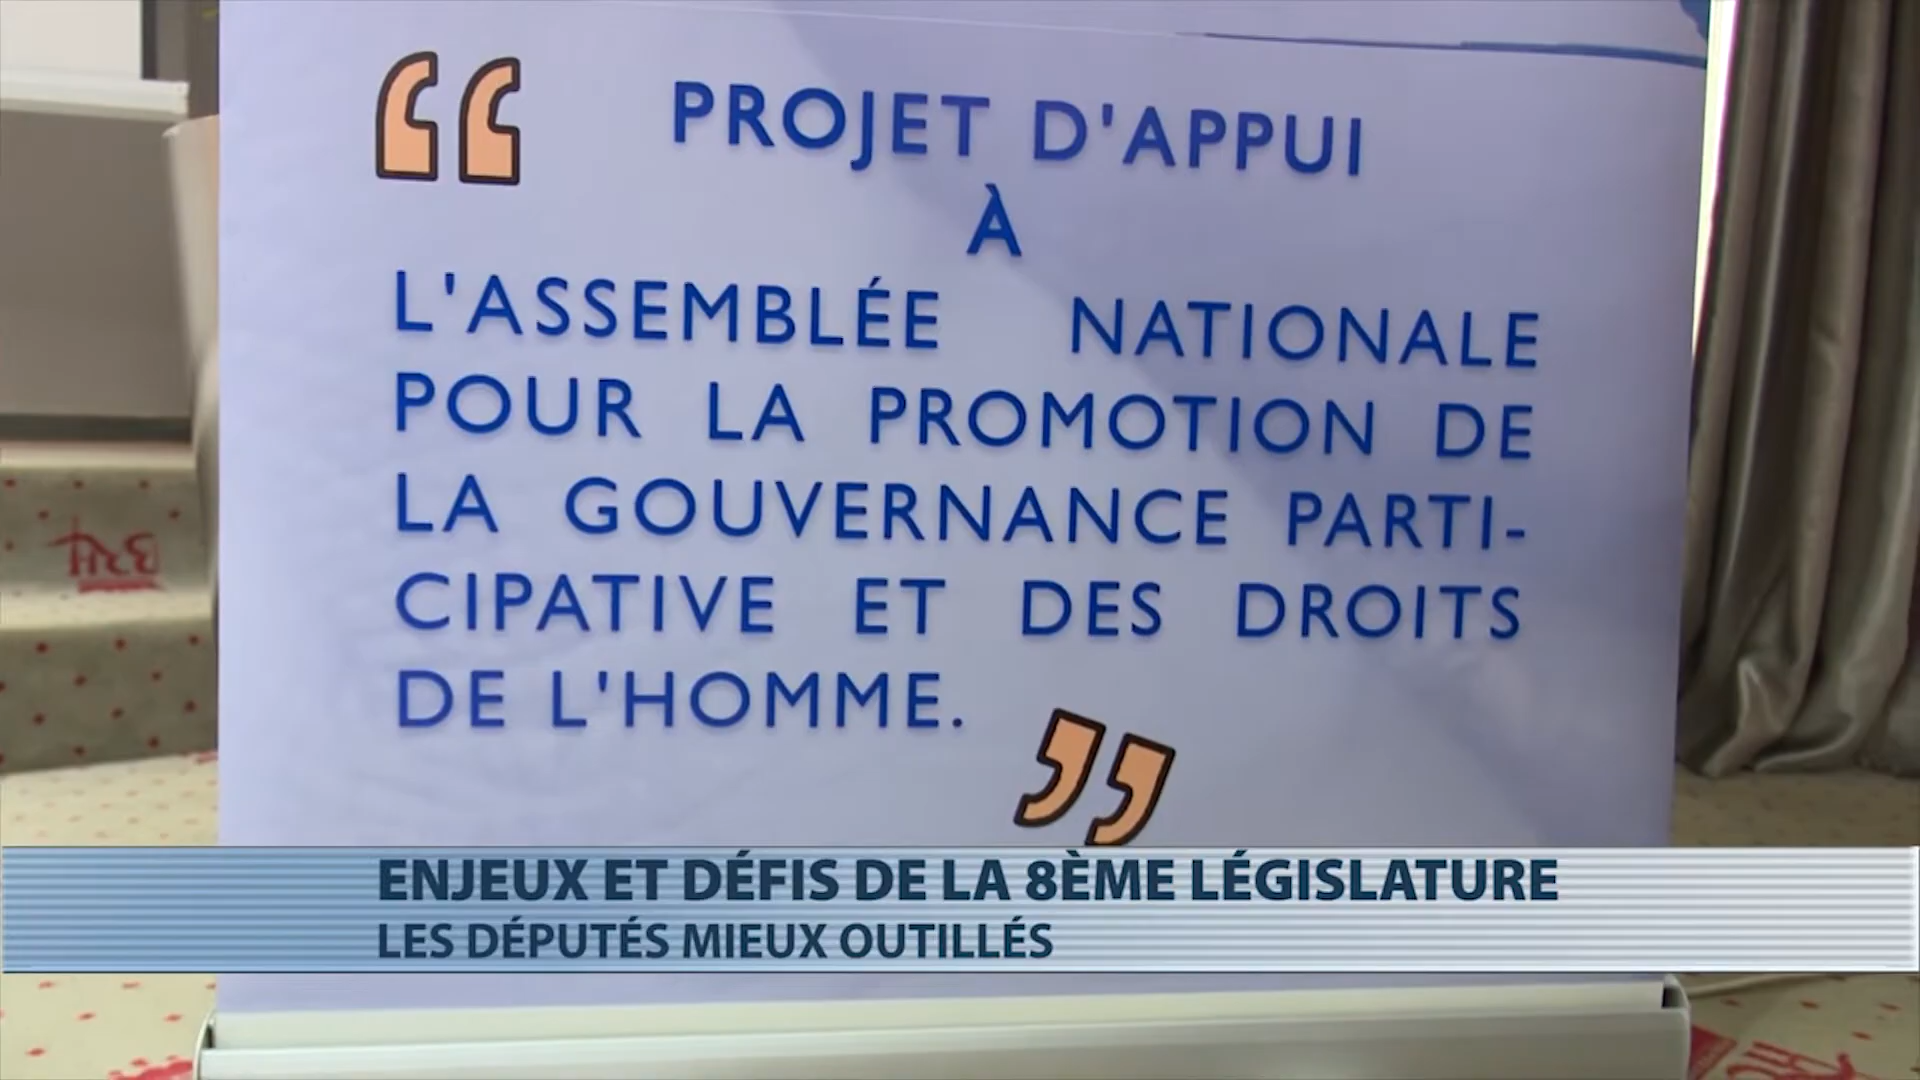 “ PROJET D'APPUI
À
L'ASSEMBLÉE NATIONALE
POUR LA PROMOTION DE
LA GOUVERNANCE PARTI-
CIPATIVE ET DES DROITS
DE L'HOMME. ”
ENJEUX ET DÉFIS DE LA 8ÈME LÉGISLATURE
LES DÉPUTÉS MIEUX OUTILLÉS